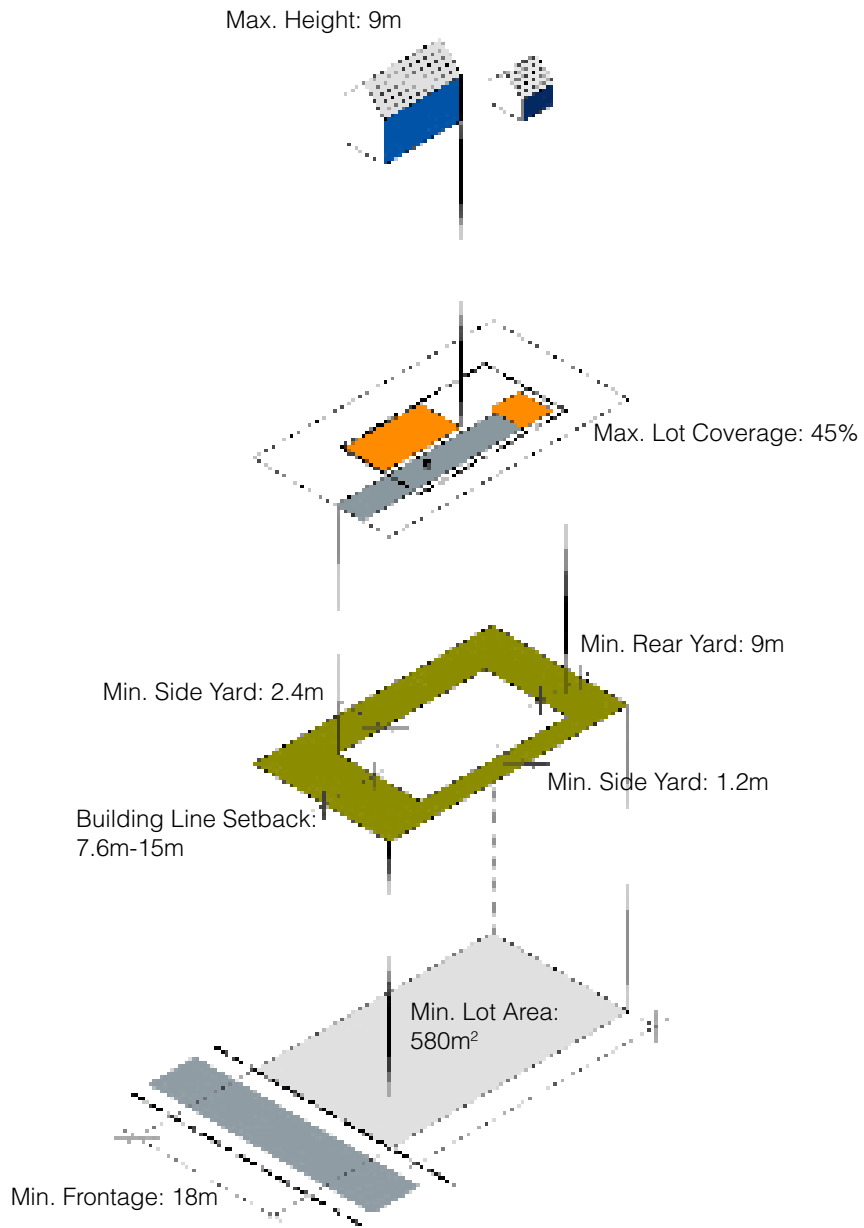 Max. Height: 9m
Max. Lot Coverage: 45%
Min. Rear Yard: 9m
Min. Side Yard: 2.4m
Min. Side Yard: 1.2m
Building Line Setback:
7.6m-15m
Min. Lot Area:
580m²
Min. Frontage: 18m